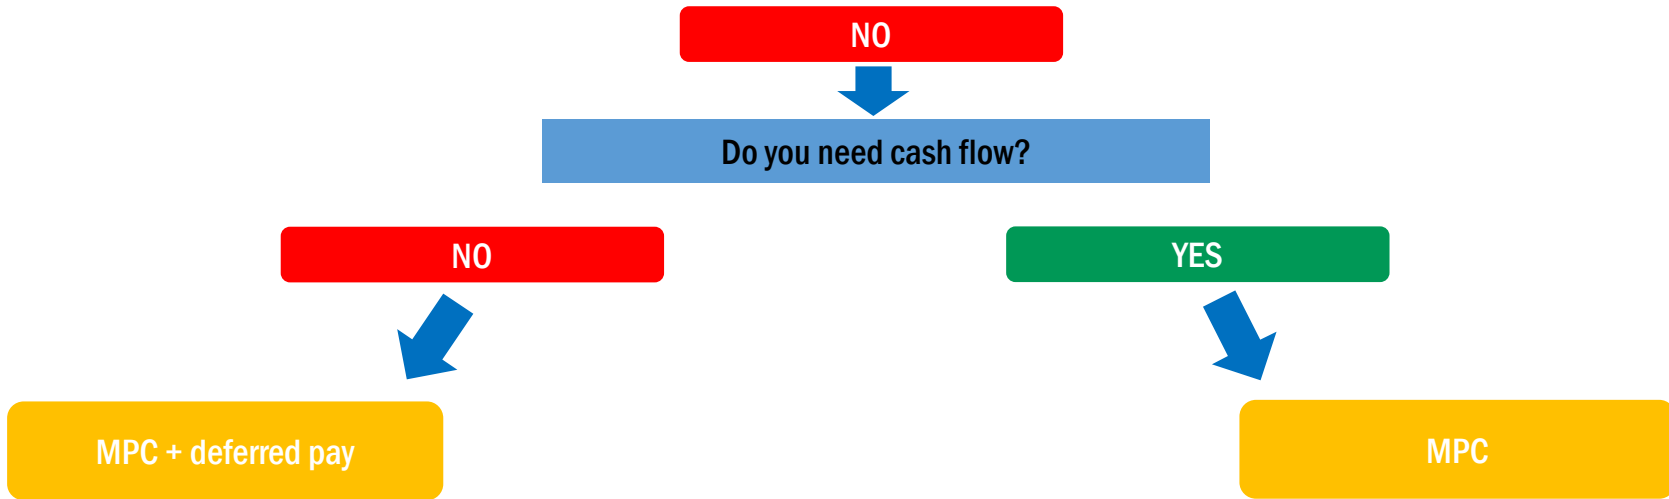 NO
Do you need cash flow?
NO
YES
MPC + deferred pay
MPC